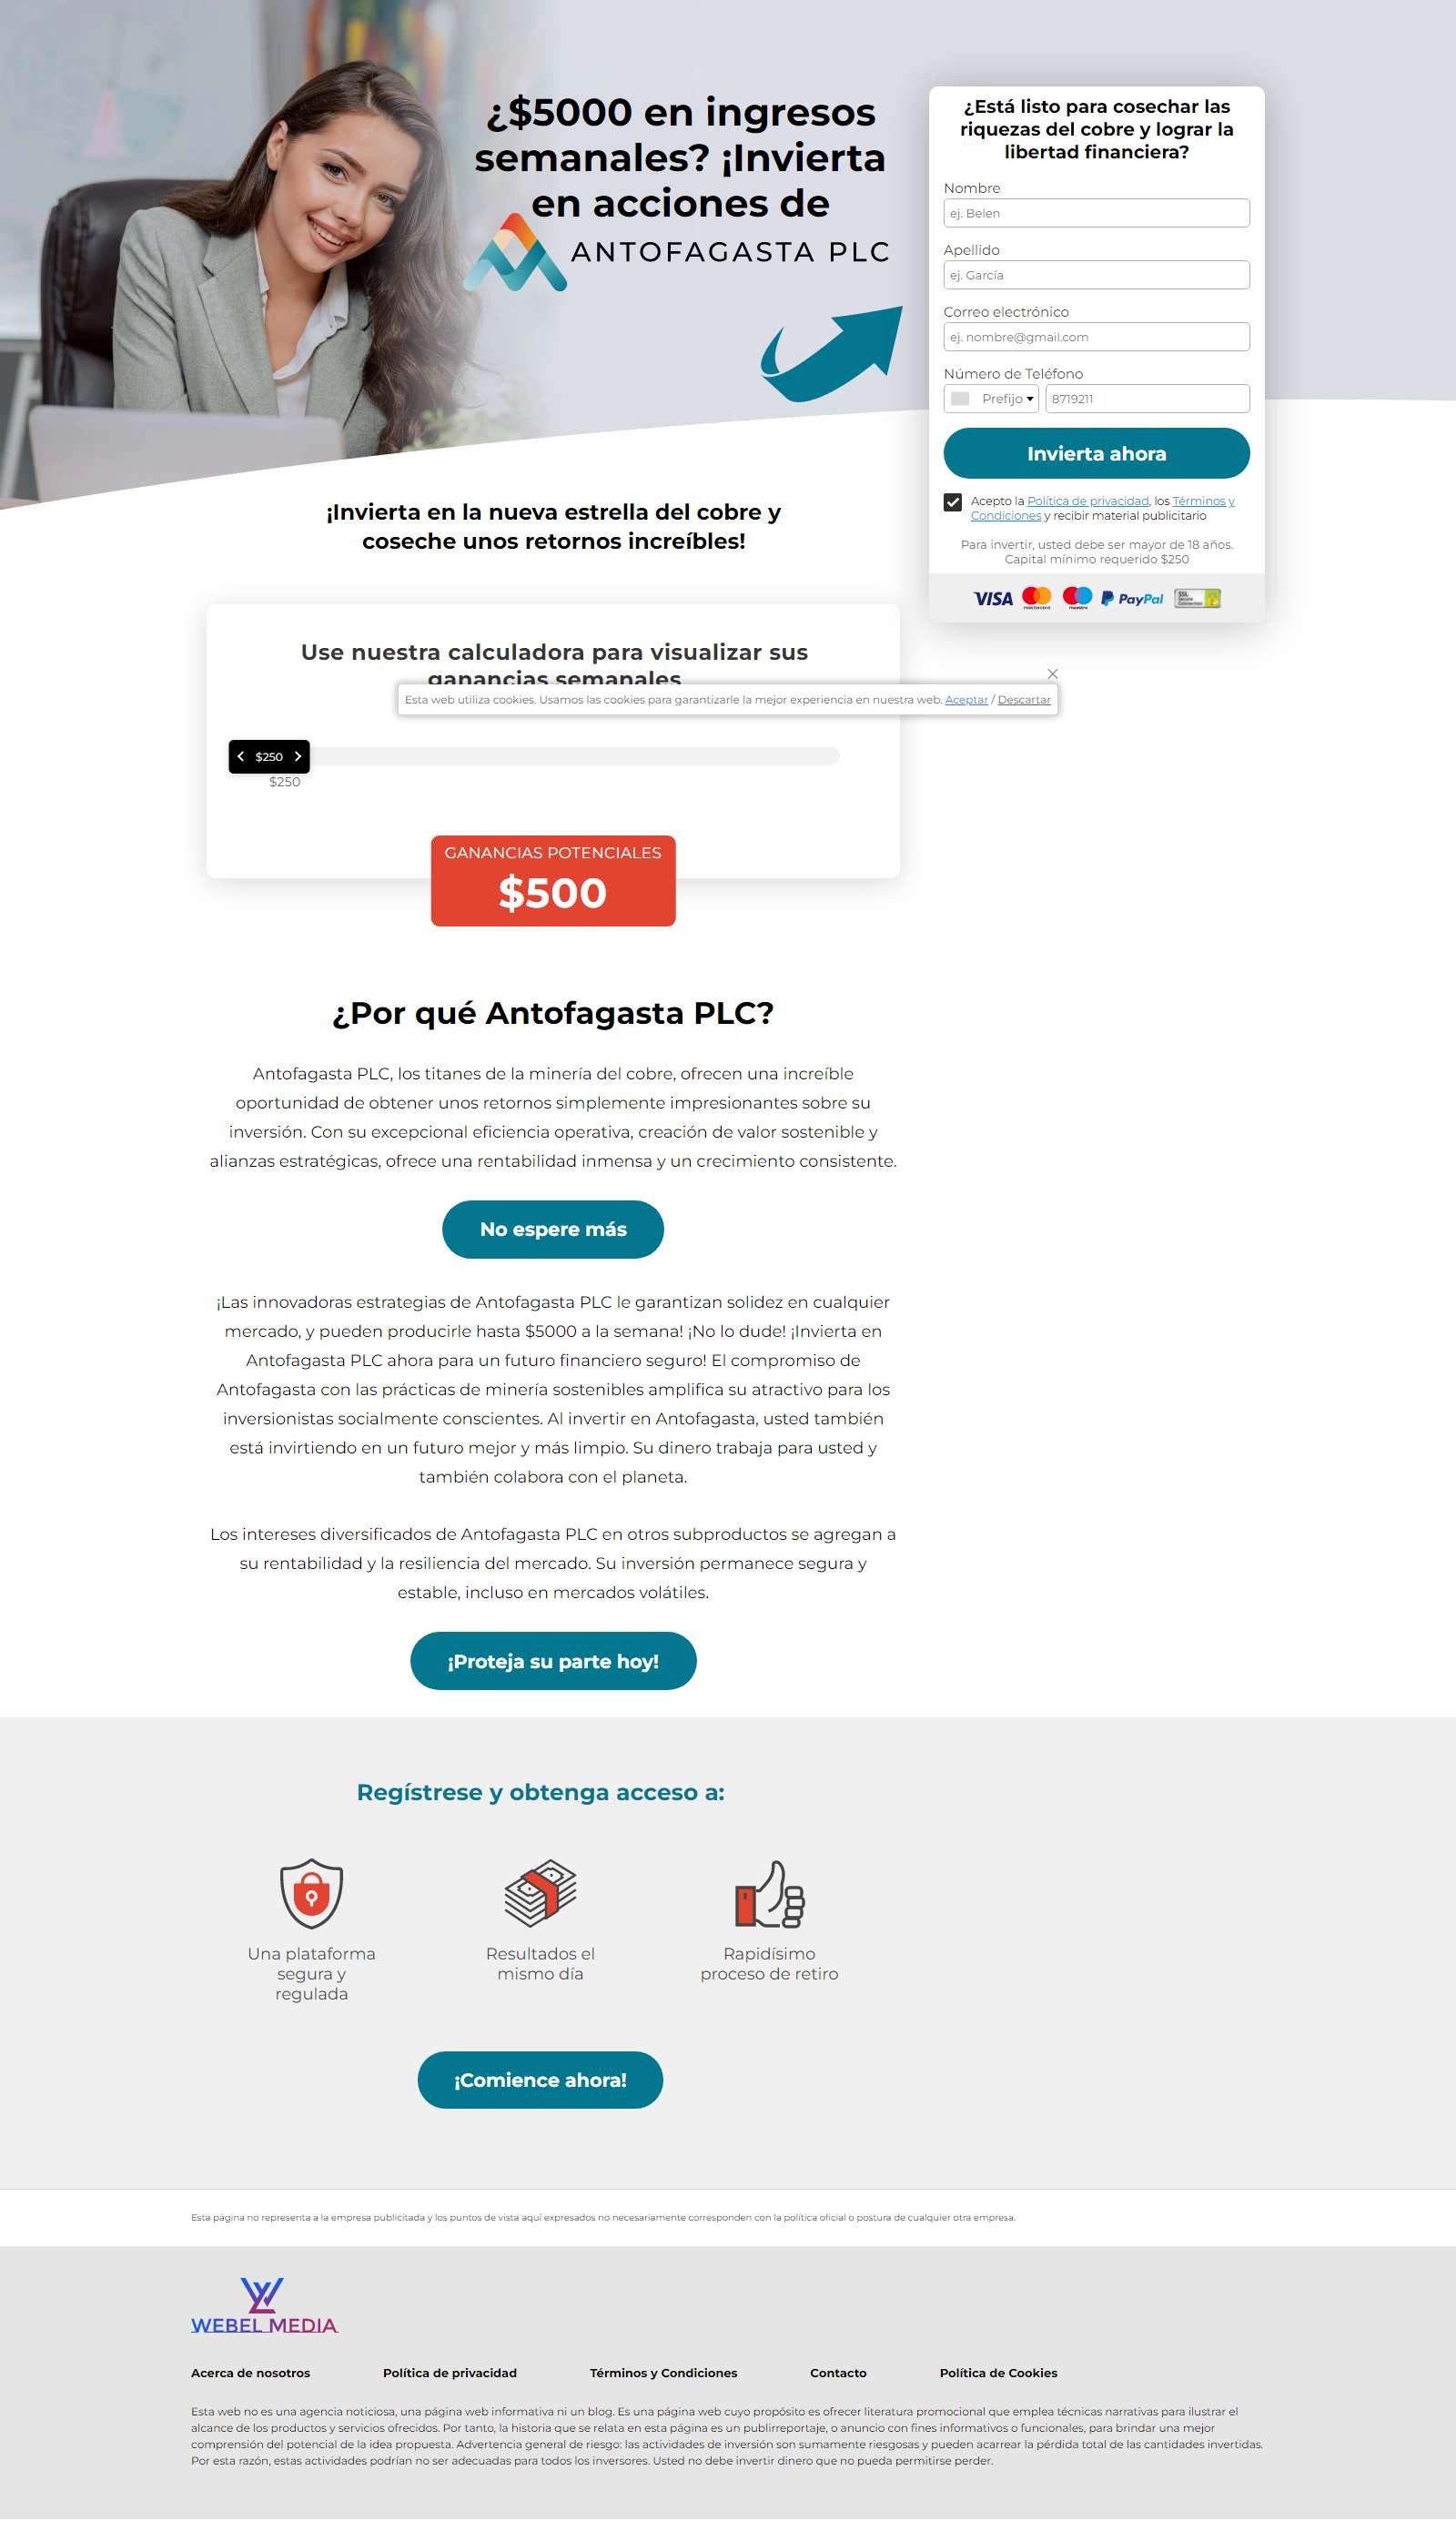 ¿$5000 en ingresos
semanales? ¡Invierta
en acciones de
ANTOFAGASTA PLC
¿Está listo para cosechar las
riquezas del cobre y lograr la
libertad financiera?
Nombre
ej. Belen
Apellido
ej. García
Correo electrónico
ej. nombre@gmail.com
Número de Teléfono
Prefijo
8719211
Invierta ahora
Acepto la Política de privacidad, los Términos y
Condiciones y recibir material publicitario
Para invertir, usted debe ser mayor de 18 años.
Capital mínimo requerido $250
VISA mastercard maestro PayPal SSL Secure Connection
¡Invierta en la nueva estrella del cobre y
coseche unos retornos increíbles!
Use nuestra calculadora para visualizar sus
ganancias semanales
Esta web utiliza cookies. Usamos las cookies para garantizarle la mejor experiencia en nuestra web. Aceptar / Descartar
$250
$250
GANANCIAS POTENCIALES
$500
¿Por qué Antofagasta PLC?
Antofagasta PLC, los titanes de la minería del cobre, ofrecen una increíble
oportunidad de obtener unos retornos simplemente impresionantes sobre su
inversión. Con su excepcional eficiencia operativa, creación de valor sostenible y
alianzas estratégicas, ofrece una rentabilidad inmensa y un crecimiento consistente.
No espere más
¡Las innovadoras estrategias de Antofagasta PLC le garantizan solidez en cualquier
mercado, y pueden producirle hasta $5000 a la semana! ¡No lo dude! ¡Invierta en
Antofagasta PLC ahora para un futuro financiero seguro! El compromiso de
Antofagasta con las prácticas de minería sostenibles amplifica su atractivo para los
inversionistas socialmente conscientes. Al invertir en Antofagasta, usted también
está invirtiendo en un futuro mejor y más limpio. Su dinero trabaja para usted y
también colabora con el planeta.
Los intereses diversificados de Antofagasta PLC en otros subproductos se agregan a
su rentabilidad y la resiliencia del mercado. Su inversión permanece segura y
estable, incluso en mercados volátiles.
¡Proteja su parte hoy!
Regístrese y obtenga acceso a:
Una plataforma
segura y
regulada
Resultados el
mismo día
Rapidísimo
proceso de retiro
¡Comience ahora!
Esta página no representa a la empresa publicitada y los puntos de vista aquí expresados no necesariamente corresponden con la política oficial o postura de cualquier otra empresa.
WEBEL MEDIA
Acerca de nosotros
Política de privacidad
Términos y Condiciones
Contacto
Política de Cookies
Esta web no es una agencia noticiosa, una página web informativa ni un blog. Es una página web cuyo propósito es ofrecer literatura promocional que emplea técnicas narrativas para ilustrar el
alcance de los productos y servicios ofrecidos. Por tanto, la historia que se relata en esta página es un publirreportaje, o anuncio con fines informativos o funcionales, para brindar una mejor
comprensión del potencial de la idea propuesta. Advertencia general de riesgo: las actividades de inversión son sumamente riesgosas y pueden acarrear la pérdida total de las cantidades invertidas.
Por esta razón, estas actividades podrían no ser adecuadas para todos los inversores. Usted no debe invertir dinero que no pueda permitirse perder.